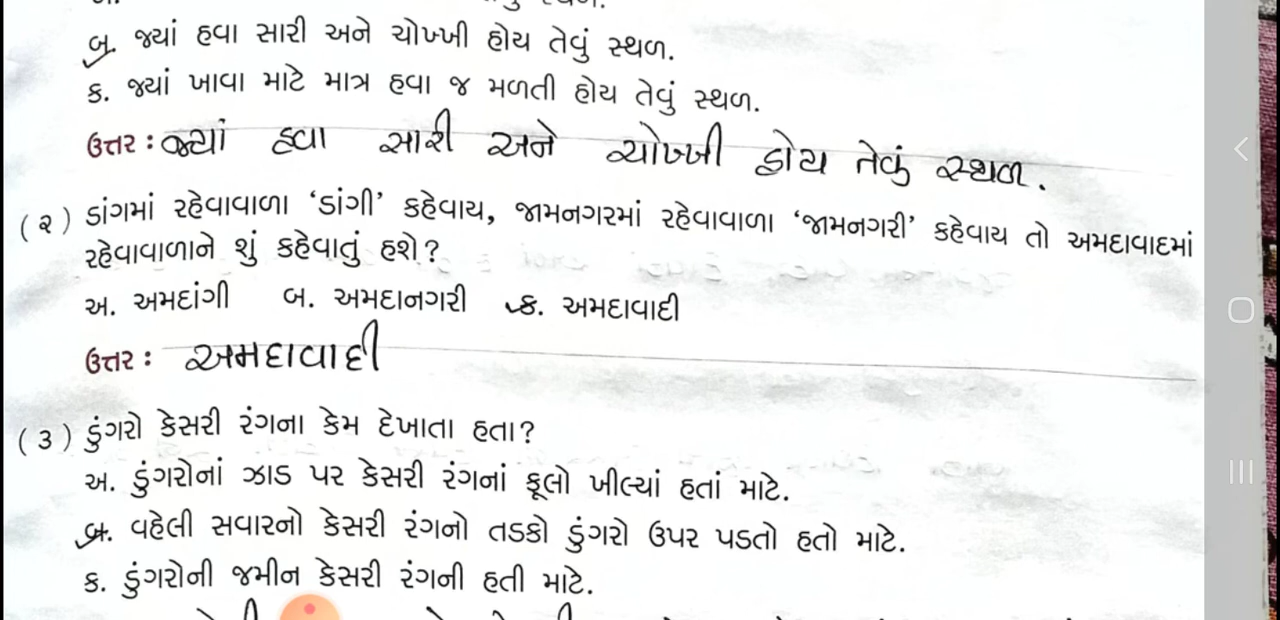 બ. જ્યાં હવા સારી અને ચોખ્ખી હોય તેવું સ્થળ.
ક. જ્યાં ખાવા માટે માત્ર હવા જ મળતી હોય તેવું સ્થળ.
ઉત્તર : જ્યાં હવા સારી અને ચોખ્ખી હોય તેવું સ્થળ.
(૨) ડાંગમાં રહેવાવાળા ‘ડાંગી’ કહેવાય, જામનગરમાં રહેવાવાળા ‘જામનગરી’ કહેવાય તો અમદાવાદમાં
રહેવાવાળાને શું કહેવાતું હશે?
અ. અમદાંગી બ. અમદાનગરી ક. અમદાવાદી
ઉત્તર : અમદાવાદી
(૩) ડુંગરો કેસરી રંગના કેમ દેખાતા હતા?
અ. ડુંગરોનાં ઝાડ પર કેસરી રંગનાં ફૂલો ખીલ્યાં હતાં માટે.
બ. વહેલી સવારનો કેસરી રંગનો તડકો ડુંગરો ઉપર પડતો હતો માટે.
ક. ડુંગરોની જમીન કેસરી રંગની હતી માટે.